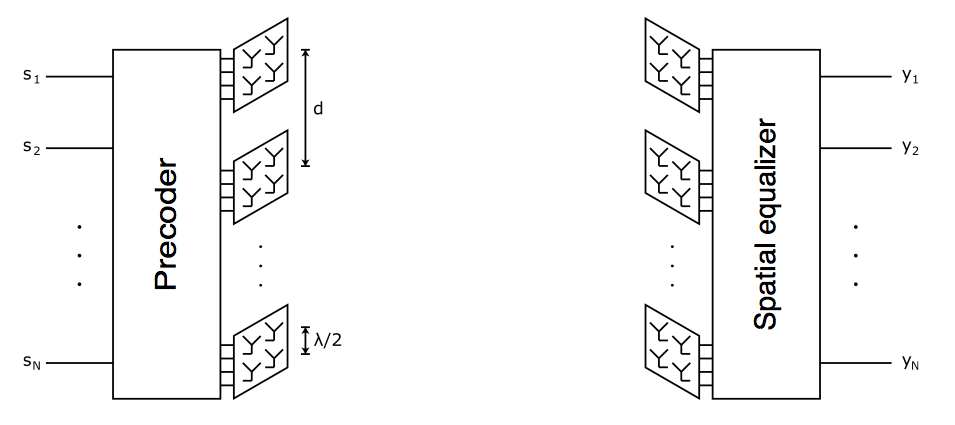 s1
s2
sN
Precoder
d
λ/2
Spatial equalizer
y1
y2
yN